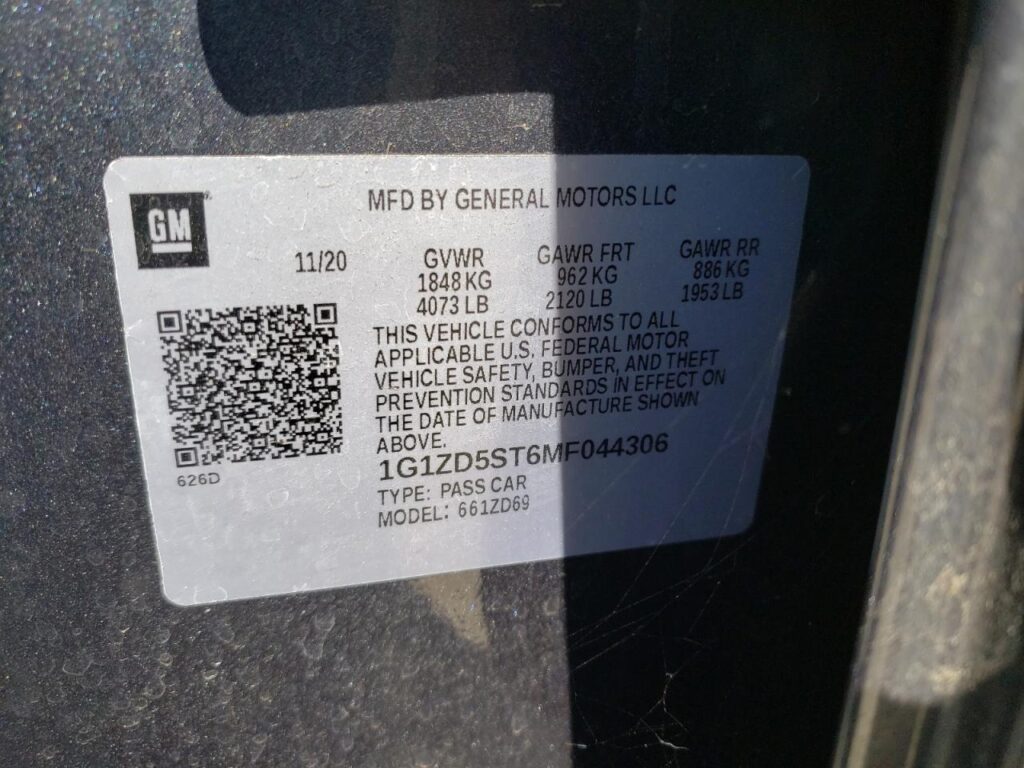 GM
MFD BY GENERAL MOTORS LLC
11/20 GVWR GAWR FRT GAWR RR
1848 KG 962 KG 886 KG
4073 LB 2120 LB 1953 LB
THIS VEHICLE CONFORMS TO ALL
APPLICABLE U.S. FEDERAL MOTOR
VEHICLE SAFETY, BUMPER, AND THEFT
PREVENTION STANDARDS IN EFFECT ON
THE DATE OF MANUFACTURE SHOWN
ABOVE.
1G1ZD5ST6MF044306
626D
TYPE: PASS CAR
MODEL: 661ZD69